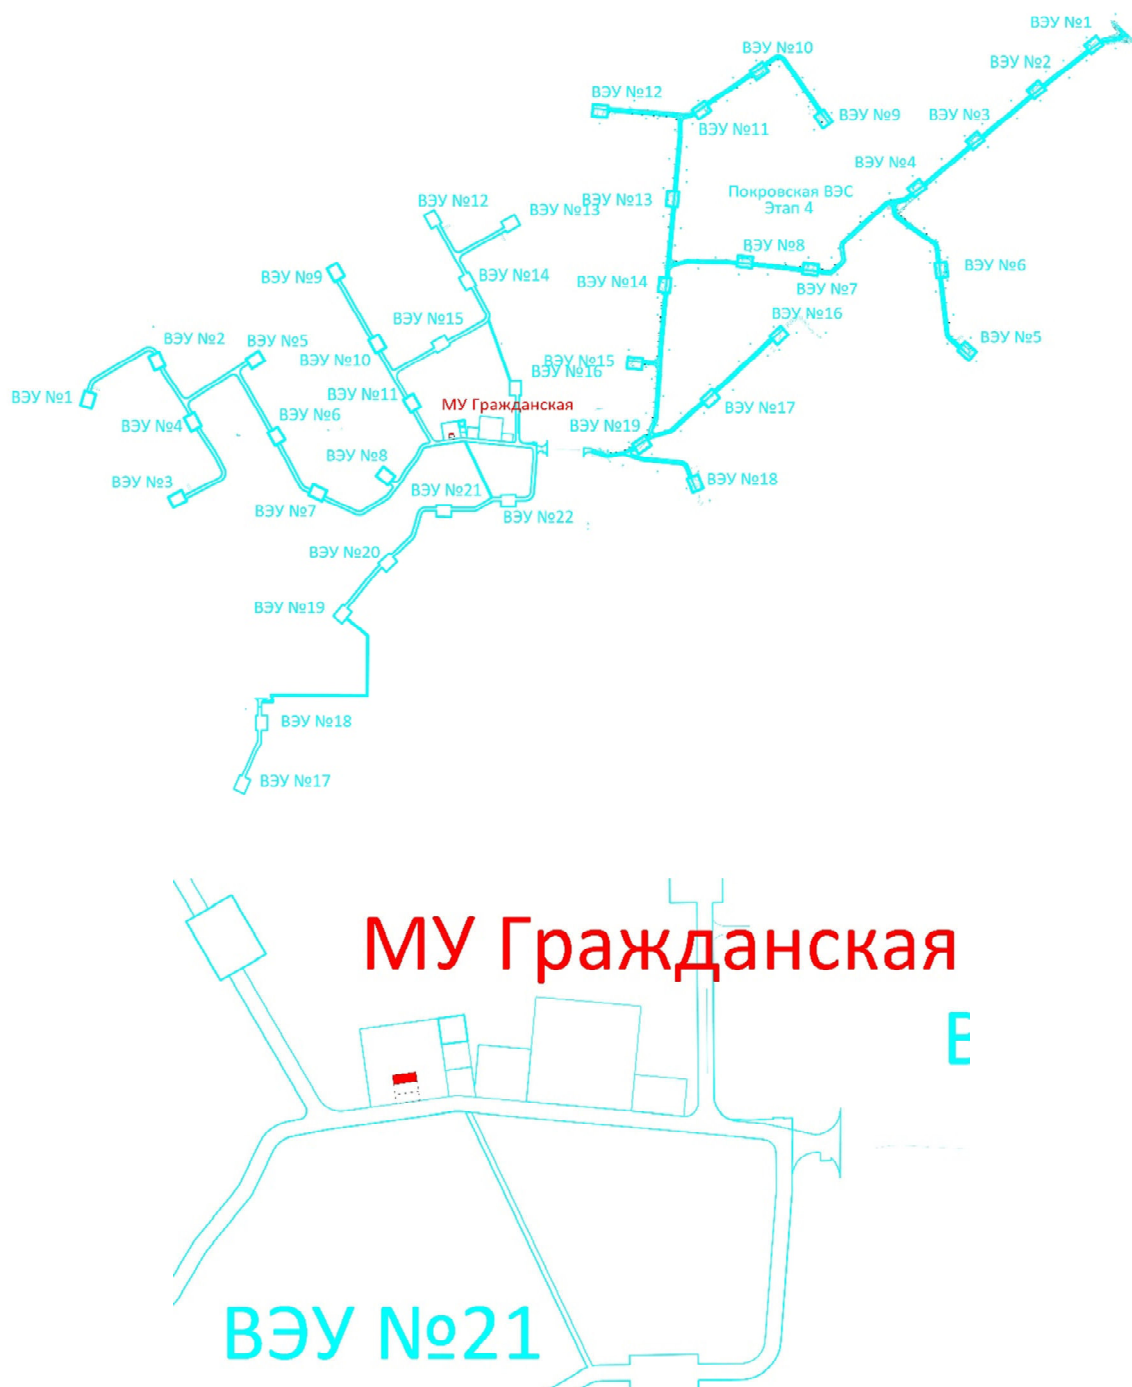 ВЭУ №1
ВЭУ №10
ВЭУ №2
ВЭУ №12
ВЭУ №9
ВЭУ №3
ВЭУ №11
ВЭУ №4
Покровская ВЭС
Этап 4
ВЭУ №12
ВЭУ №13
ВЭУ №13
ВЭУ №8
ВЭУ №6
ВЭУ №9
ВЭУ №14
ВЭУ №14
ВЭУ №7
ВЭУ №15
ВЭУ №16
ВЭУ №2
ВЭУ №5
ВЭУ №5
ВЭУ №10
ВЭУ №15
ВЭУ №16
ВЭУ №1
ВЭУ №11
МУ Гражданская
ВЭУ №17
ВЭУ №4
ВЭУ №6
ВЭУ №19
ВЭУ №8
ВЭУ №3
ВЭУ №18
ВЭУ №21
ВЭУ №7
ВЭУ №22
ВЭУ №20
ВЭУ №19
ВЭУ №18
ВЭУ №17
МУ Гражданская
В
ВЭУ №21